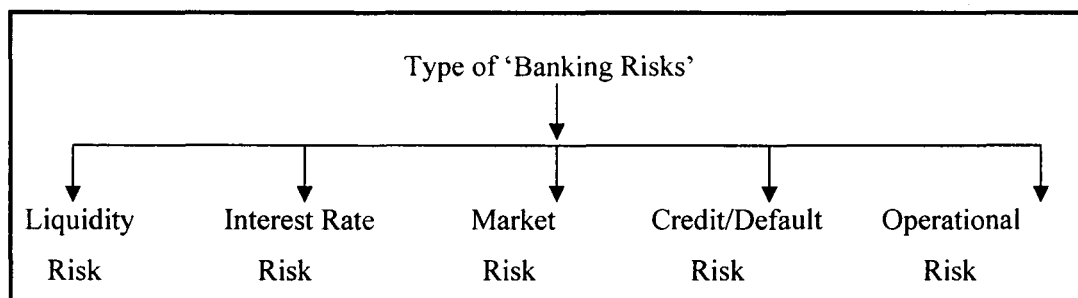 Type of ‘Banking Risks’
Liquidity Interest Rate Market Credit/Default Operational
Risk Risk Risk Risk Risk